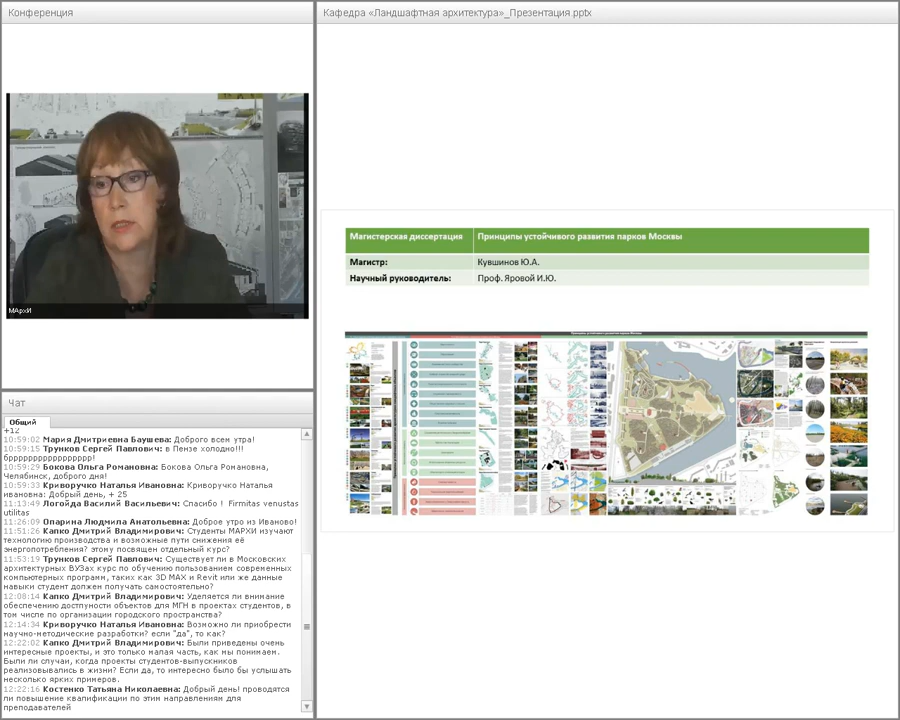 Конференция
МАрхИ
Чат
Общий
+12
10:59:02 Мария Дмитриевна Баушева: Доброго всем утра!
10:59:15 Трунков Сергей Павлович: в Пензе холодно!!!
бррррррррррррррр!
10:59:29 Бокова Ольга Романовна: Бокова Ольга Романовна,
Челябинск, доброго дня!
10:59:33 Криворучко Наталья Ивановна: Криворучко Наталья
ивановна: Добрый день, + 25
11:13:49 Логойда Василий Васильевич: Спасибо ! Firmitas venustas
utilitas
11:26:09 Опарина Людмила Анатольевна: Доброе утро из Иваново!
11:51:26 Капко Дмитрий Владимирович: Студенты МАРХИ изучают
технологию производства и возможные пути снижения её
энергопотребления? этому посвящен отдельный курс?
11:53:19 Трунков Сергей Павлович: Существует ли в Московских
архитектурных ВУЗах курс по обучению пользованием современных
компьютерных программ, таких как 3D MAX и Revit или же данные
навыки студент должен получать самостоятельно?
12:08:14 Капко Дмитрий Владимирович: Уделяется ли внимание
обеспечению доступности объектов для МГН в проектах студентов, в
том числе по организации городского пространства?
12:14:34 Криворучко Наталья Ивановна: Возможно ли приобрести
научно-методические разработки? если "да", то как?
12:22:02 Капко Дмитрий Владимирович: Были приведены очень
интересные проекты, и это только малая часть, как мы понимаем.
Были ли случаи, когда проекты студентов-выпускников
реализовывались в жизни? Если да, то интересно было бы услышать
несколько ярких примеров.
12:22:16 Костенко Татьяна Николаевна: Добрый день! проводятся
ли повышение квалификации по этим направлениям для
преподавателей
Кафедра «Ландшафтная архитектура»_Презентация.pptx
Магистерская диссертация Принципы устойчивого развития парков Москвы
Магистр: Кувшинов Ю.А.
Научный руководитель: Проф. Яровой И.Ю.
Принципы устойчивого развития парков Москвы